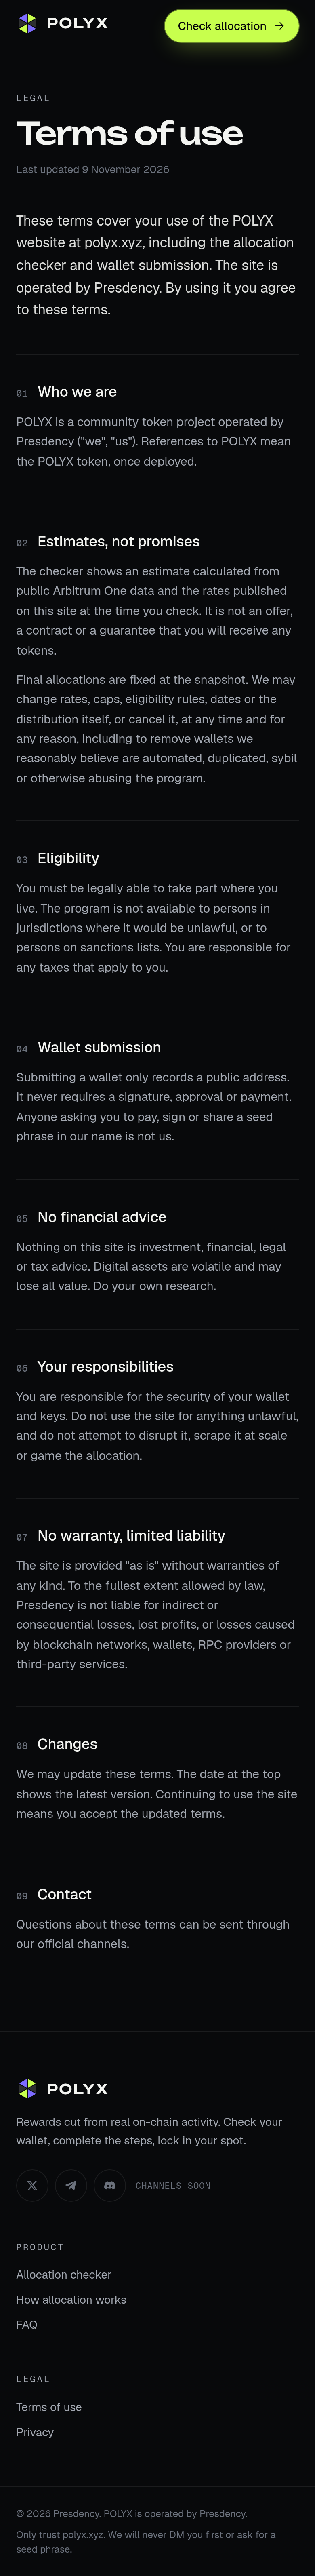 POLYX
Check allocation →
LEGAL
Terms of use
Last updated 9 November 2026
These terms cover your use of the POLYX
website at polyx.xyz, including the allocation
checker and wallet submission. The site is
operated by Presdency. By using it you agree
to these terms.
01 Who we are
POLYX is a community token project operated by
Presdency ("we", "us"). References to POLYX mean
the POLYX token, once deployed.
02 Estimates, not promises
The checker shows an estimate calculated from
public Arbitrum One data and the rates published
on this site at the time you check. It is not an offer,
a contract or a guarantee that you will receive any
tokens.
Final allocations are fixed at the snapshot. We may
change rates, caps, eligibility rules, dates or the
distribution itself, or cancel it, at any time and for
any reason, including to remove wallets we
reasonably believe are automated, duplicated, sybil
or otherwise abusing the program.
03 Eligibility
You must be legally able to take part where you
live. The program is not available to persons in
jurisdictions where it would be unlawful, or to
persons on sanctions lists. You are responsible for
any taxes that apply to you.
04 Wallet submission
Submitting a wallet only records a public address.
It never requires a signature, approval or payment.
Anyone asking you to pay, sign or share a seed
phrase in our name is not us.
05 No financial advice
Nothing on this site is investment, financial, legal
or tax advice. Digital assets are volatile and may
lose all value. Do your own research.
06 Your responsibilities
You are responsible for the security of your wallet
and keys. Do not use the site for anything unlawful,
and do not attempt to disrupt it, scrape it at scale
or game the allocation.
07 No warranty, limited liability
The site is provided "as is" without warranties of
any kind. To the fullest extent allowed by law,
Presdency is not liable for indirect or
consequential losses, lost profits, or losses caused
by blockchain networks, wallets, RPC providers or
third-party services.
08 Changes
We may update these terms. The date at the top
shows the latest version. Continuing to use the site
means you accept the updated terms.
09 Contact
Questions about these terms can be sent through
our official channels.
POLYX
Rewards cut from real on-chain activity. Check your
wallet, complete the steps, lock in your spot.
CHANNELS SOON
PRODUCT
Allocation checker
How allocation works
FAQ
LEGAL
Terms of use
Privacy
© 2026 Presdency. POLYX is operated by Presdency.
Only trust polyx.xyz. We will never DM you first or ask for a
seed phrase.